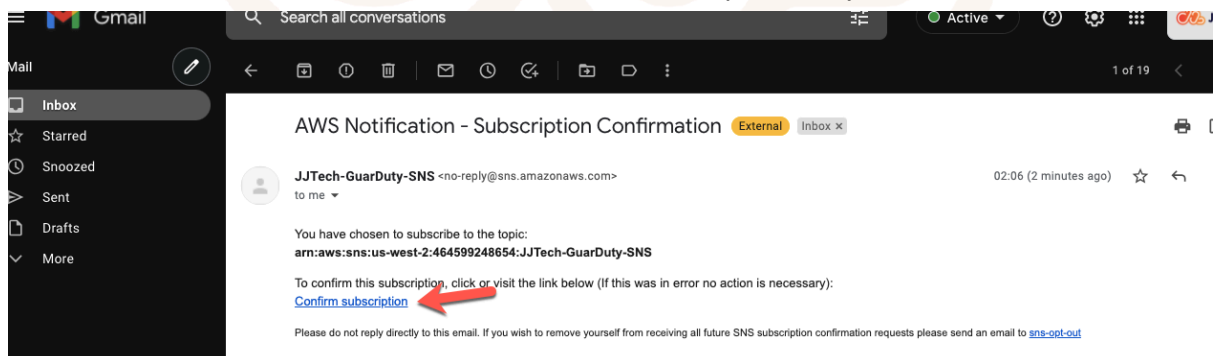 Gmail
Search all conversations
Active
Mail
1 of 19
Inbox
Starred
Snoozed
Sent
Drafts
More
AWS Notification - Subscription Confirmation External Inbox ×
JJTech-GuarDuty-SNS <no-reply@sns.amazonaws.com>
02:06 (2 minutes ago)
to me
You have chosen to subscribe to the topic:
arn:aws:sns:us-west-2:464599248654:JJTech-GuarDuty-SNS
To confirm this subscription, click or visit the link below (If this was in error no action is necessary):
Confirm subscription
Please do not reply directly to this email. If you wish to remove yourself from receiving all future SNS subscription confirmation requests please send an email to sns-opt-out